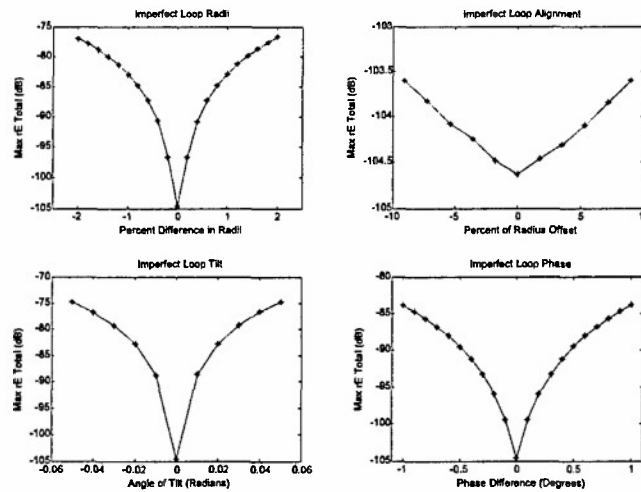 Imperfect Loop Radii
Max rE Total (dB)
-75
-80
-85
-90
-95
-100
-105
-2 -1 0 1 2
Percent Difference in Radii
Imperfect Loop Alignment
Max rE Total (dB)
-103
-103.5
-104
-104.5
-105
-10 -5 0 5 1
Percent of Radius Offset
Imperfect Loop Tilt
Max rE Total (dB)
-70
-75
-80
-85
-90
-95
-100
-105
-0.06 -0.04 -0.02 0 0.02 0.04 0.06
Angle of Tilt (Radians)
Imperfect Loop Phase
Max rE Total (dB)
-80
-85
-90
-95
-100
-105
-1 -0.5 0 0.5 1
Phase Difference (Degrees)